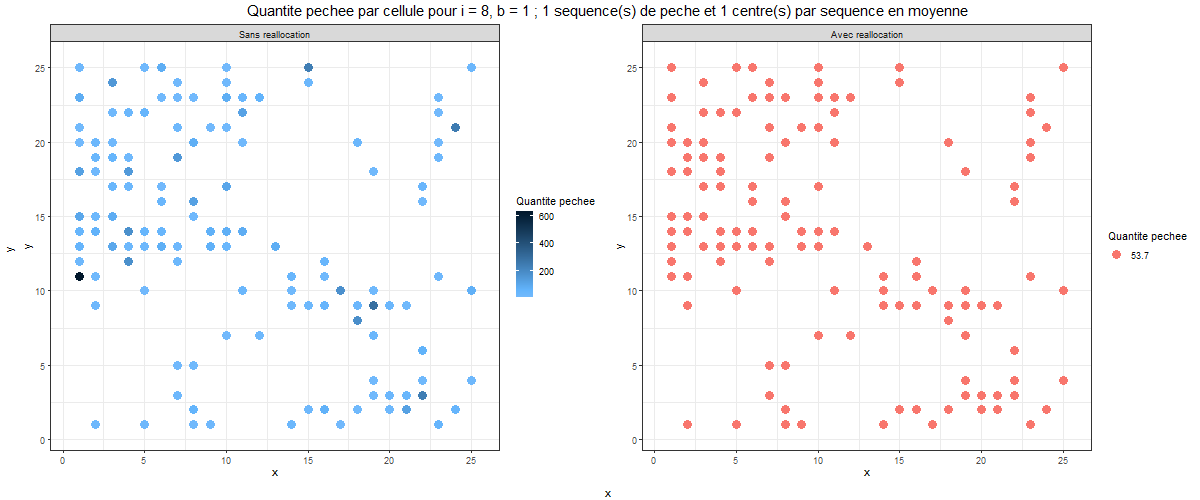 Quantite pechee par cellule pour i = 8, b = 1 ; 1 sequence(s) de peche et 1 centre(s) par sequence en moyenne
Sans reallocation
25
20
15
10
5
0
y
y
0 5 10 15 20 25
x
Quantite pechee
600
400
200
Avec reallocation
25
20
15
10
5
0
y
0 5 10 15 20 25
x
Quantite pechee
53.7
x